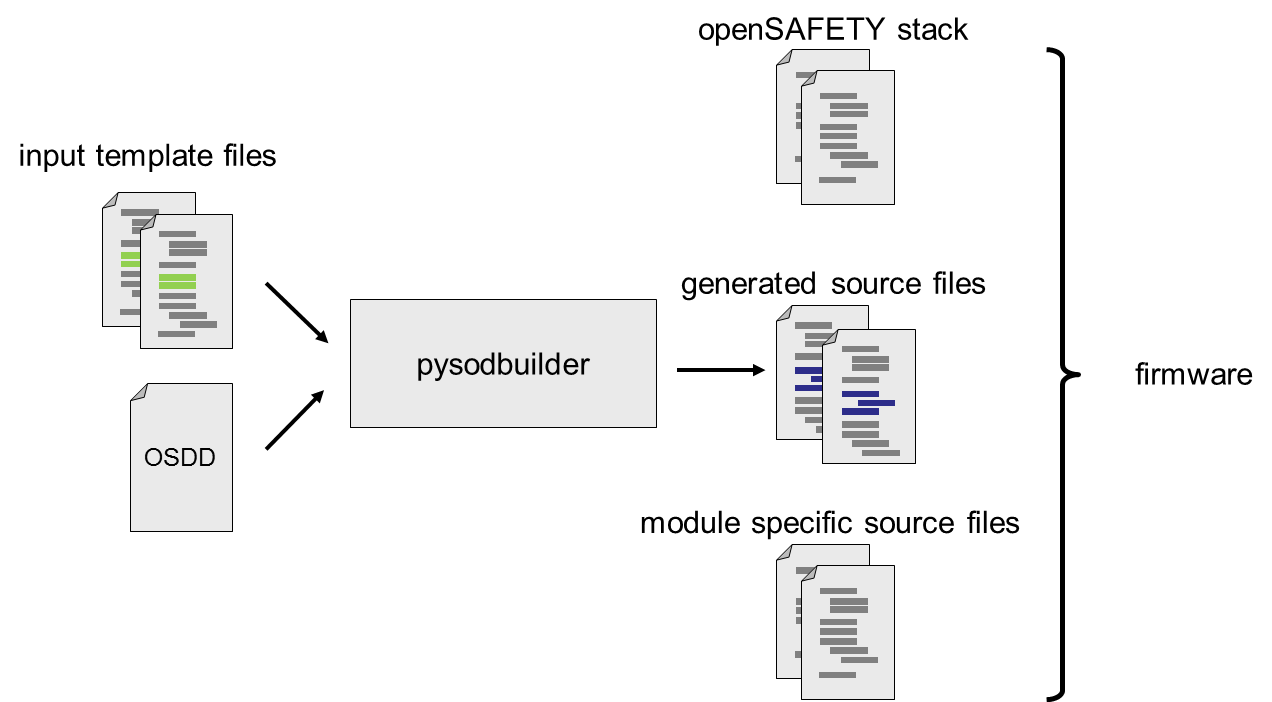 openSAFETY stack
input template files
generated source files
pysodbuilder
firmware
OSDD
module specific source files